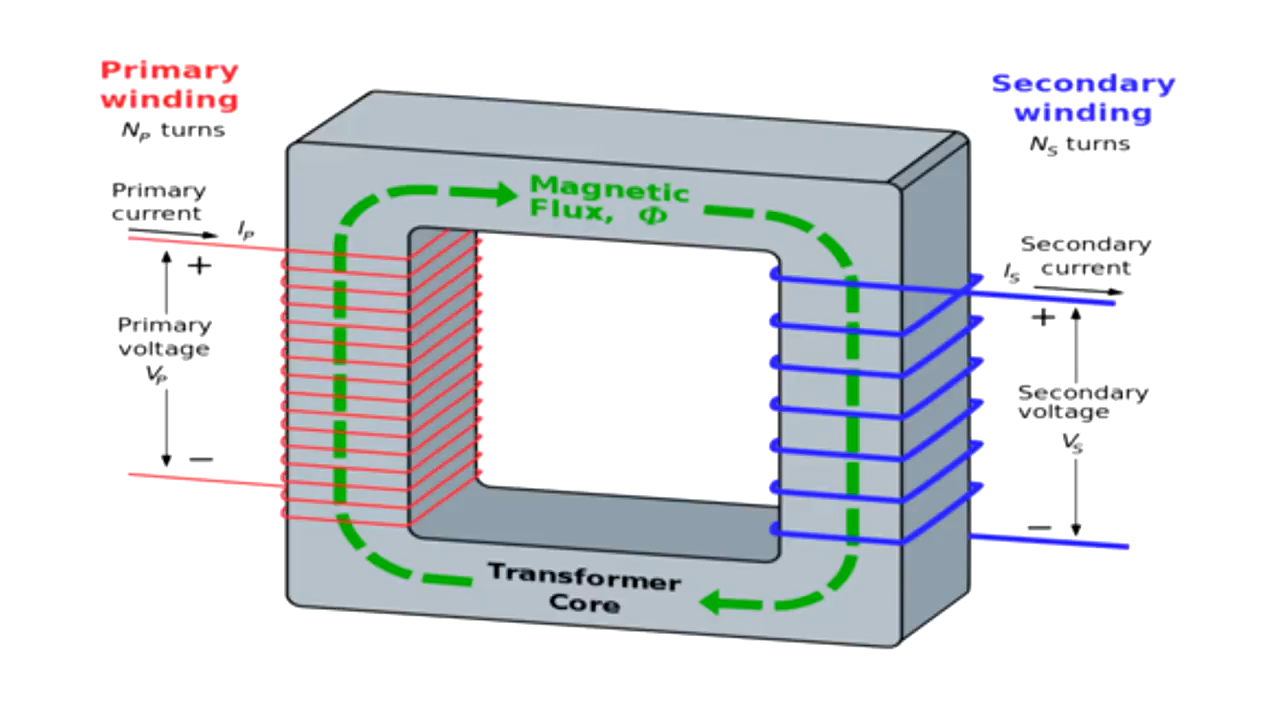 Primary
winding
Nₚ turns
Primary
current
Iₚ
+
Primary
voltage
Vₚ
−
Magnetic
Flux, Φ
Transformer
Core
Secondary
winding
Nₛ turns
Secondary
current
Iₛ
+
Secondary
voltage
Vₛ
−